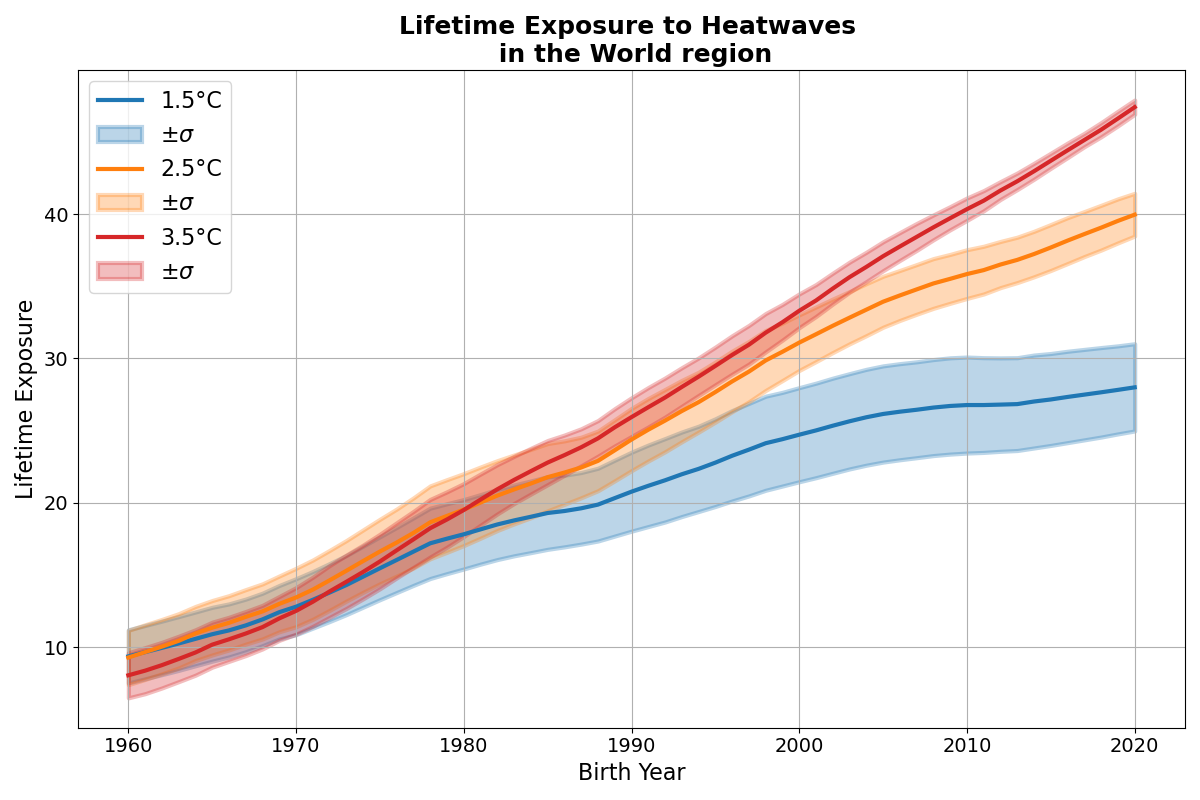 Lifetime Exposure to Heatwaves
in the World region
1.5°C
±σ
2.5°C
±σ
3.5°C
±σ
Lifetime Exposure
40
30
20
10
1960 1970 1980 1990 2000 2010 2020
Birth Year